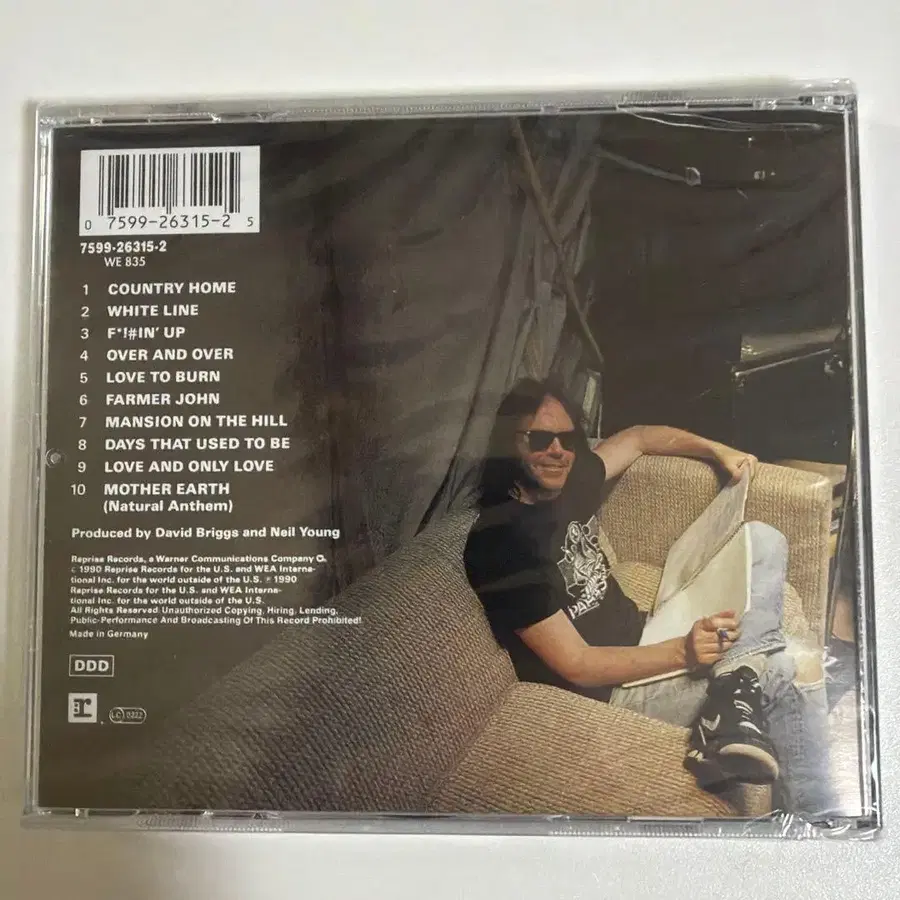 0 7599-26315-2 5
7599-26315-2
WE 835
1 COUNTRY HOME
2 WHITE LINE
3 F*!#IN' UP
4 OVER AND OVER
5 LOVE TO BURN
6 FARMER JOHN
7 MANSION ON THE HILL
8 DAYS THAT USED TO BE
9 LOVE AND ONLY LOVE
10 MOTHER EARTH
(Natural Anthem)
Produced by David Briggs and Neil Young
Reprise Records, a Warner Communications Company
© 1990 Reprise Records for the U.S. and WEA Interna-
tional Inc. for the world outside of the U.S. ℗ 1990
Reprise Records for the U.S. and WEA Interna-
tional Inc. for the world outside of the U.S.
All Rights Reserved. Unauthorized Copying, Hiring, Lending,
Public-Performance And Broadcasting Of This Record Prohibited!
Made in Germany
DDD
r
LC 0322